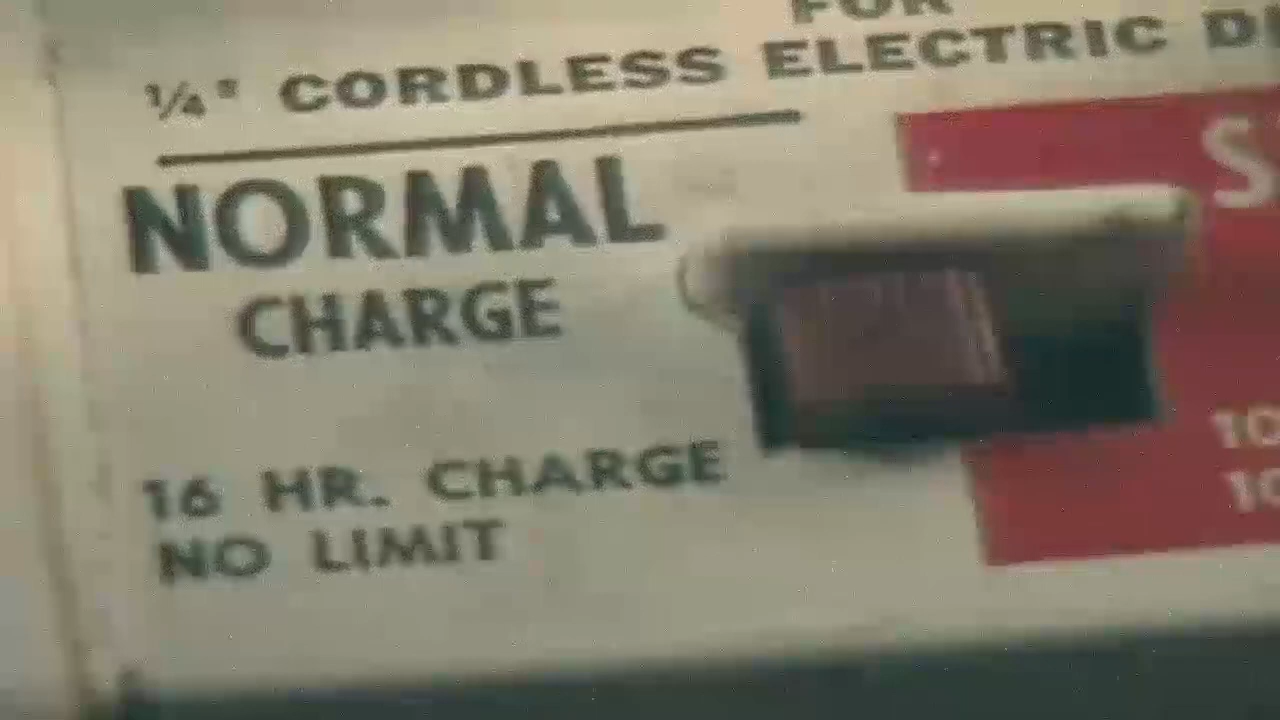 FOR
1/4" CORDLESS ELECTRIC
NORMAL
CHARGE
16 HR. CHARGE
NO LIMIT